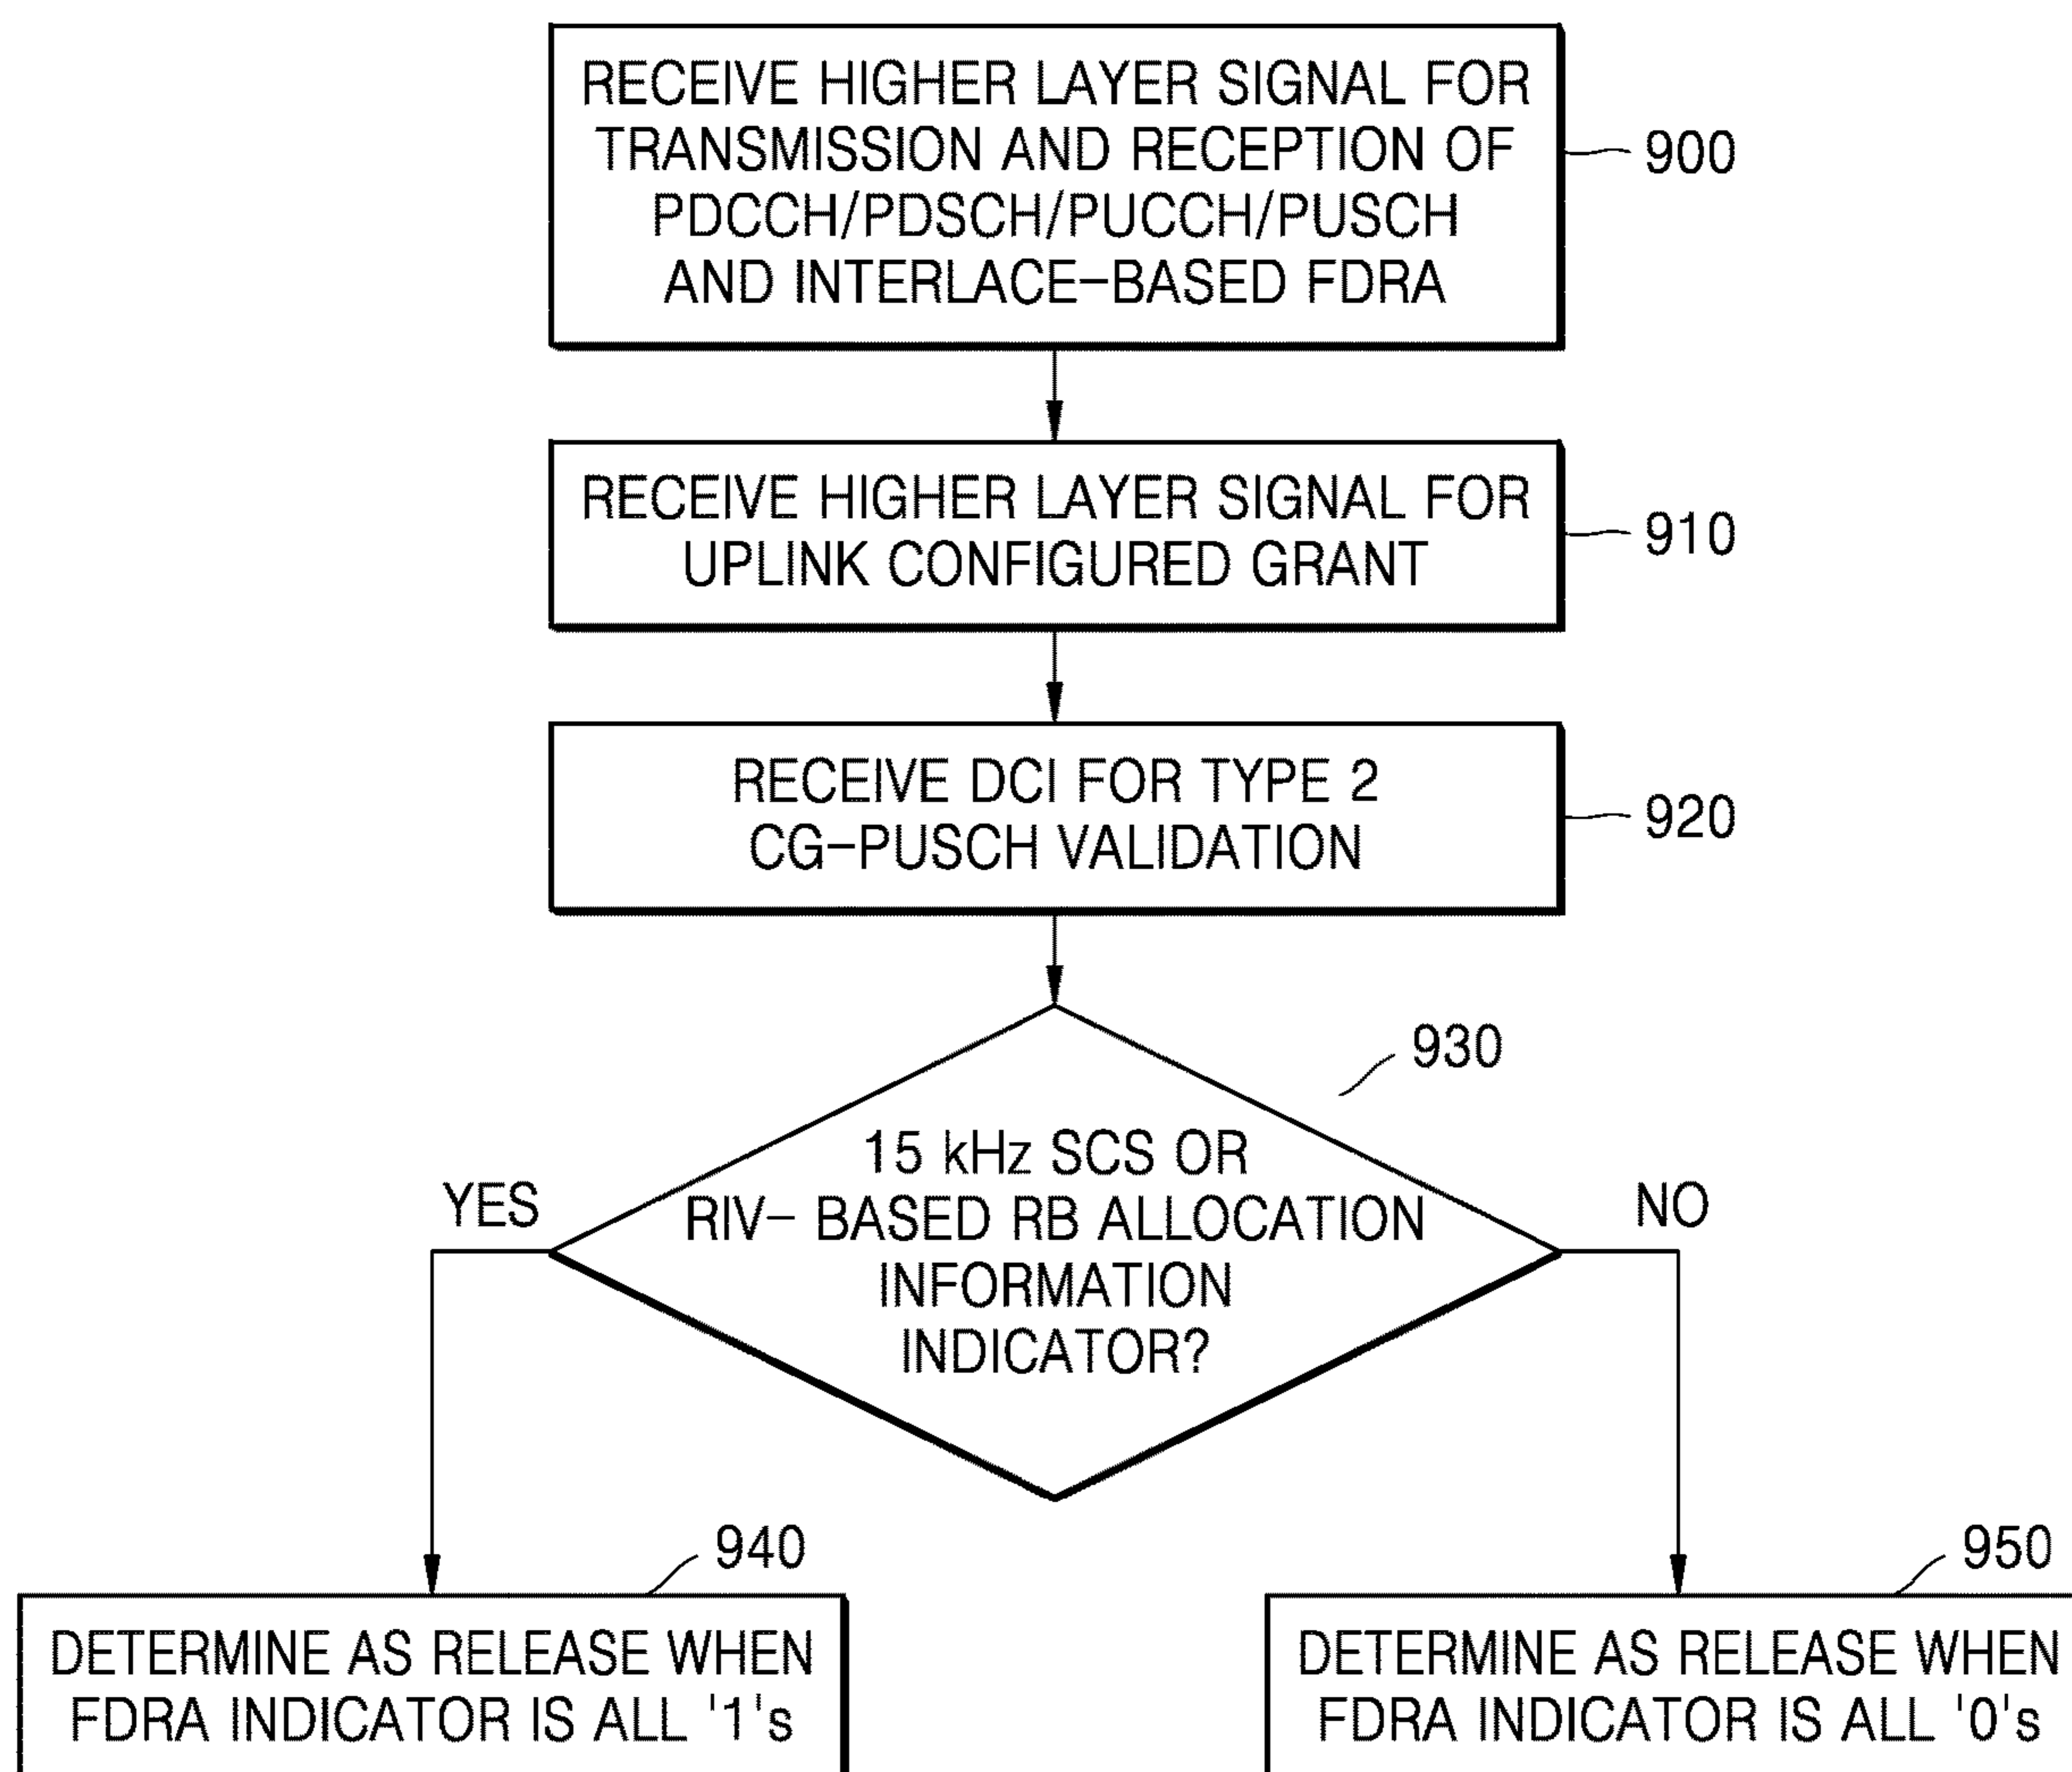 RECEIVE HIGHER LAYER SIGNAL FOR
TRANSMISSION AND RECEPTION OF
PDCCH/PDSCH/PUCCH/PUSCH
AND INTERLACE-BASED FDRA
900
RECEIVE HIGHER LAYER SIGNAL FOR
UPLINK CONFIGURED GRANT
910
RECEIVE DCI FOR TYPE 2
CG-PUSCH VALIDATION
920
930
15 kHz SCS OR
RIV- BASED RB ALLOCATION
INFORMATION
INDICATOR?
YES
NO
940
DETERMINE AS RELEASE WHEN
FDRA INDICATOR IS ALL '1's
950
DETERMINE AS RELEASE WHEN
FDRA INDICATOR IS ALL '0's